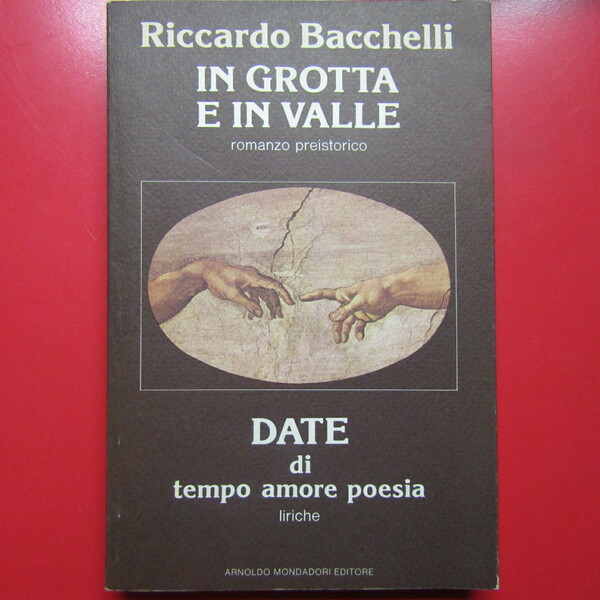 Riccardo Bacchelli
IN GROTTA
E IN VALLE
romanzo preistorico
DATE
di
tempo amore poesia
liriche
ARNOLDO MONDADORI EDITORE